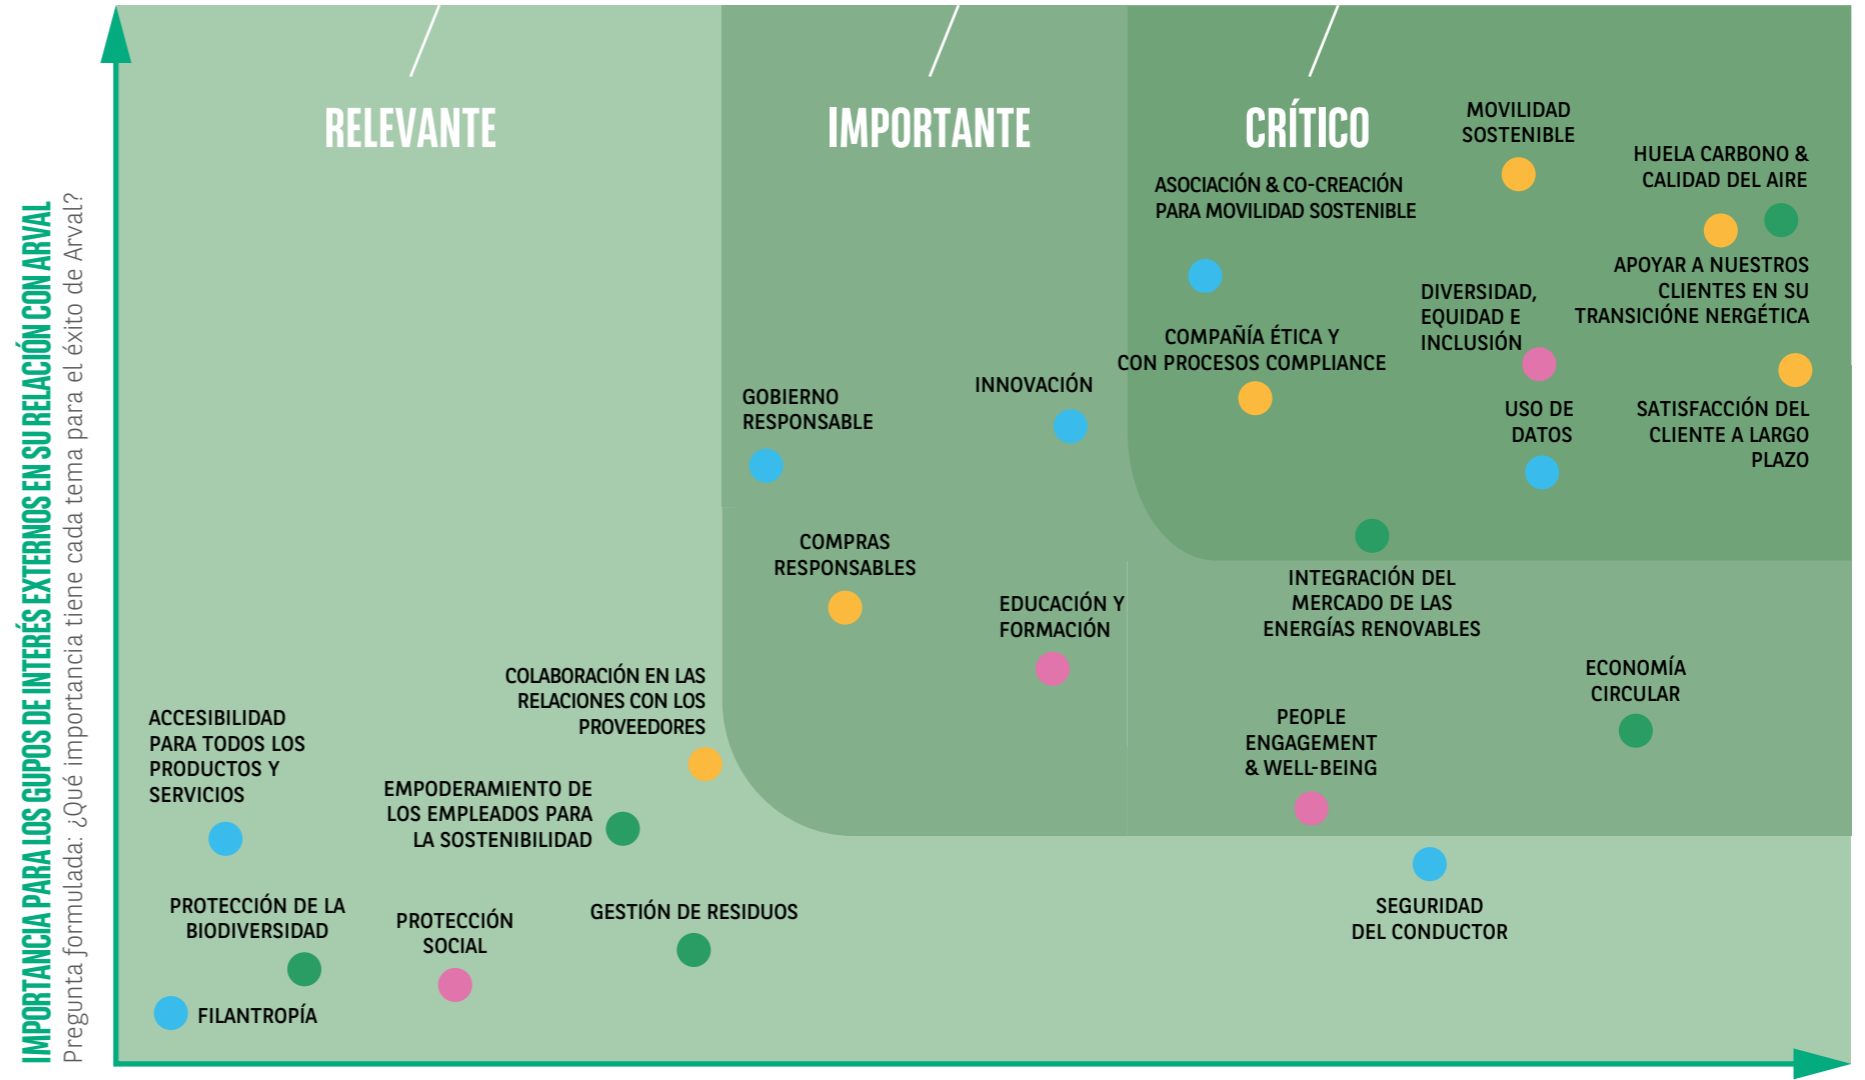 IMPORTANCIA PARA LOS GUPOS DE INTERÉS EXTERNOS EN SU RELACIÓN CON ARVAL
Pregunta formulada: ¿Qué importancia tiene cada tema para el éxito de Arval?
RELEVANTE
IMPORTANTE
CRÍTICO
MOVILIDAD
SOSTENIBLE
HUELA CARBONO &
CALIDAD DEL AIRE
ASOCIACIÓN & CO-CREACIÓN
PARA MOVILIDAD SOSTENIBLE
APOYAR A NUESTROS
CLIENTES EN SU
TRANSICIÓNE NERGÉTICA
DIVERSIDAD,
EQUIDAD E
INCLUSIÓN
COMPAÑÍA ÉTICA Y
CON PROCESOS COMPLIANCE
INNOVACIÓN
GOBIERNO
RESPONSABLE
USO DE
DATOS
SATISFACCIÓN DEL
CLIENTE A LARGO
PLAZO
COMPRAS
RESPONSABLES
EDUCACIÓN Y
FORMACIÓN
INTEGRACIÓN DEL
MERCADO DE LAS
ENERGÍAS RENOVABLES
COLABORACIÓN EN LAS
RELACIONES CON LOS
PROVEEDORES
ECONOMÍA
CIRCULAR
ACCESIBILIDAD
PARA TODOS LOS
PRODUCTOS Y
SERVICIOS
PEOPLE
ENGAGEMENT
& WELL-BEING
EMPODERAMIENTO DE
LOS EMPLEADOS PARA
LA SOSTENIBILIDAD
PROTECCIÓN DE LA
BIODIVERSIDAD
PROTECCIÓN
SOCIAL
GESTIÓN DE RESIDUOS
SEGURIDAD
DEL CONDUCTOR
FILANTROPÍA